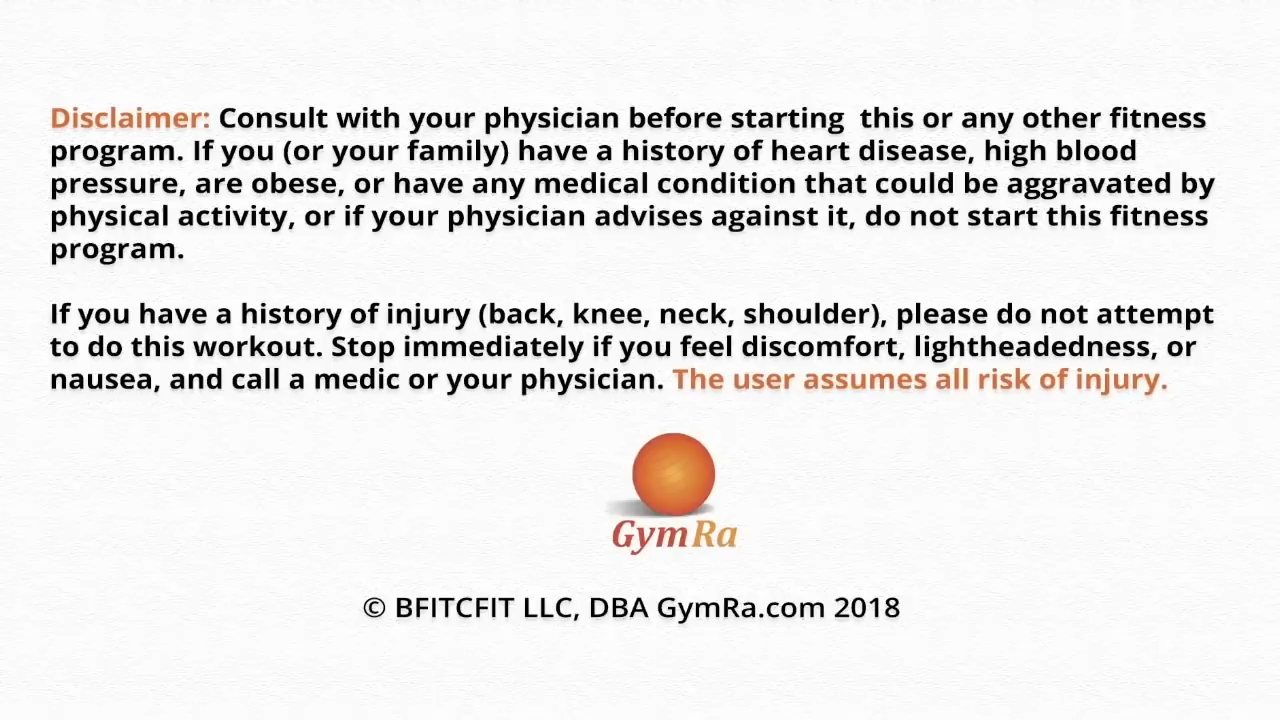 Disclaimer: Consult with your physician before starting  this or any other fitness
program. If you (or your family) have a history of heart disease, high blood
pressure, are obese, or have any medical condition that could be aggravated by
physical activity, or if your physician advises against it, do not start this fitness
program.
If you have a history of injury (back, knee, neck, shoulder), please do not attempt
to do this workout. Stop immediately if you feel discomfort, lightheadedness, or
nausea, and call a medic or your physician. The user assumes all risk of injury.
GymRa
© BFITCFIT LLC, DBA GymRa.com 2018